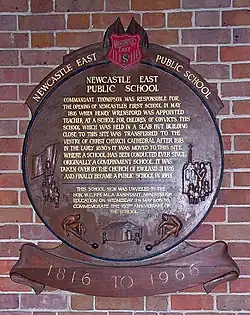 NEWCASTLE EAST PUBLIC SCHOOL
NEWCASTLE EAST
PUBLIC SCHOOL
COMMANDANT THOMPSON WAS RESPONSIBLE FOR
THE OPENING OF NEWCASTLE'S FIRST SCHOOL IN MAY
1816 WHEN HENRY WRENSFORD WAS APPOINTED
TEACHER AT A SCHOOL FOR CHILDREN OF CONVICTS. THIS
SCHOOL WHICH WAS HELD IN A SLAB HUT BUILDING
CLOSE TO THIS SITE WAS TRANSFERRED TO THE
VESTRY OF CHRIST CHURCH CATHEDRAL AFTER 1817.
IN THE EARLY 1830'S IT WAS MOVED TO THIS SITE
WHERE A SCHOOL HAS BEEN CONDUCTED EVER SINCE.
ORIGINALLY A GOVERNMENT SCHOOL IT WAS
TAKEN OVER BY THE CHURCH OF ENGLAND IN 1826
AND FINALLY BECAME A PUBLIC SCHOOL IN 1883
THIS SCHOOL SIGN WAS UNVEILED BY THE
HON. W.C. FIFE M.L.A. ASSISTANT MINISTER FOR
EDUCATION ON WEDNESDAY 3RD MAY 1966 TO
COMMEMORATE THE 150TH ANNIVERSARY OF
THE SCHOOL
1816 TO 1966